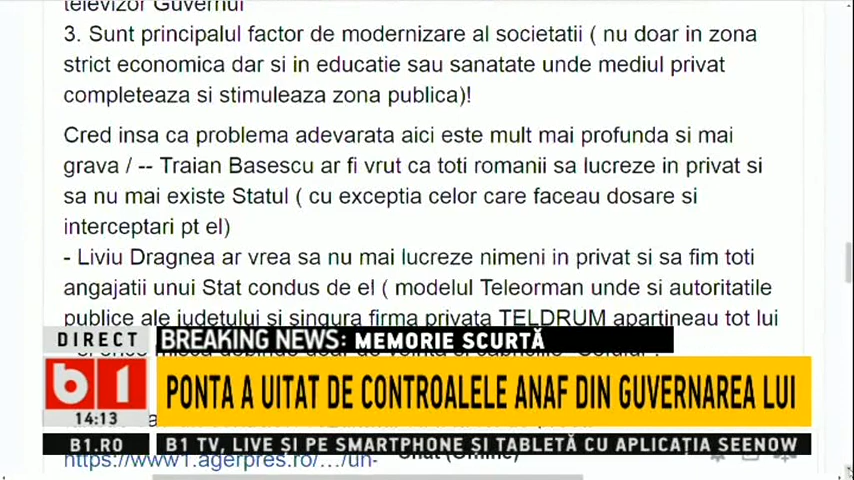 televizor Guvernul
3. Sunt principalul factor de modernizare al societatii ( nu doar in zona
strict economica dar si in educatie sau sanatate unde mediul privat
completeaza si stimuleaza zona publica)!
Cred insa ca problema adevarata aici este mult mai profunda si mai
grava / -- Traian Basescu ar fi vrut ca toti romanii sa lucreze in privat si
sa nu mai existe Statul ( cu exceptia celor care faceau dosare si
interceptari pt el)
- Liviu Dragnea ar vrea sa nu mai lucreze nimeni in privat si sa fim toti
angajatii unui Stat condus de el ( modelul Teleorman unde si autoritatile
publice ale judetului si singura firma privata TELDRUM apartineau tot lui
DIRECT
BREAKING NEWS: MEMORIE SCURTĂ
b1
PONTA A UITAT DE CONTROALELE ANAF DIN GUVERNAREA LUI
14:13
B1.RO
B1 TV, LIVE ȘI PE SMARTPHONE ȘI TABLETĂ CU APLICAȚIA SEENOW
https://www1.agerpres.ro/.../un-